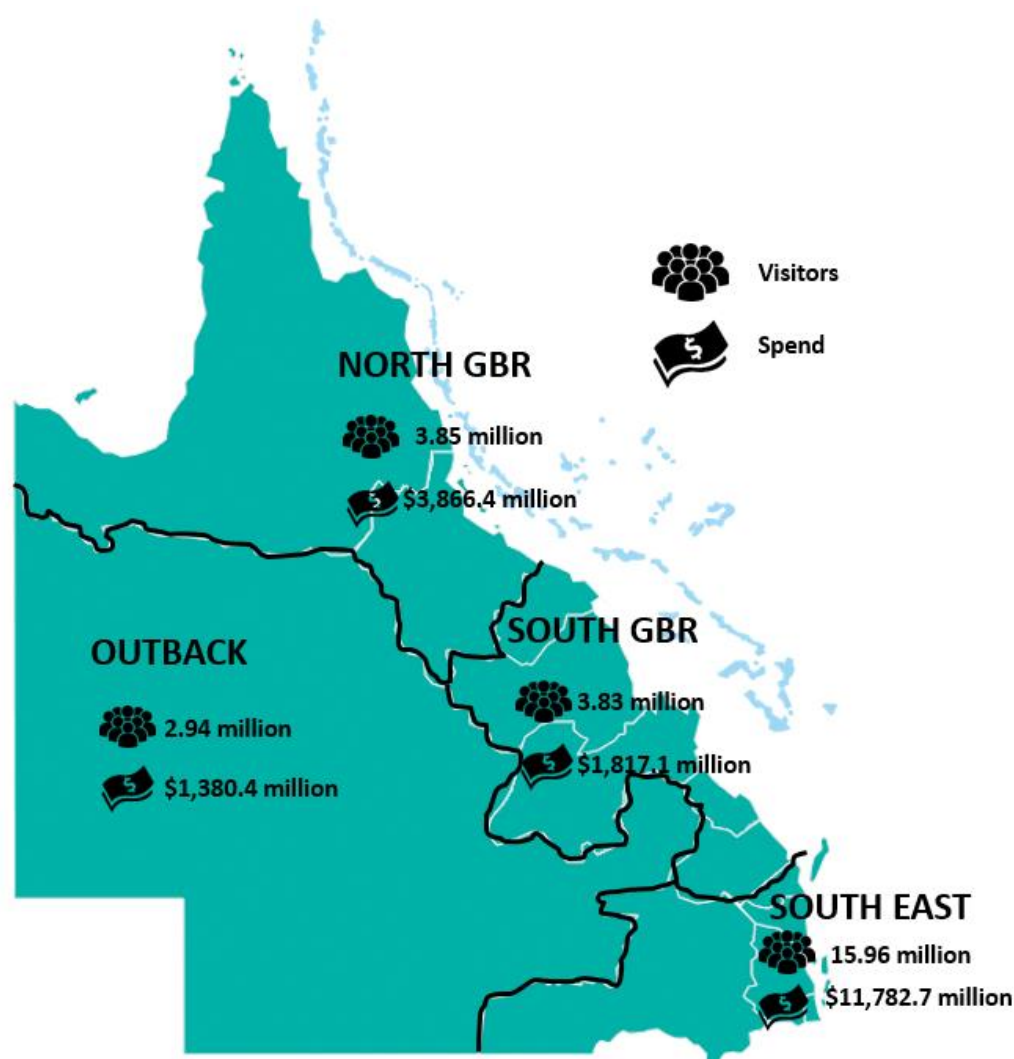 Visitors
Spend
NORTH GBR
3.85 million
$3,866.4 million
SOUTH GBR
3.83 million
$1,817.1 million
OUTBACK
2.94 million
$1,380.4 million
SOUTH EAST
15.96 million
$11,782.7 million